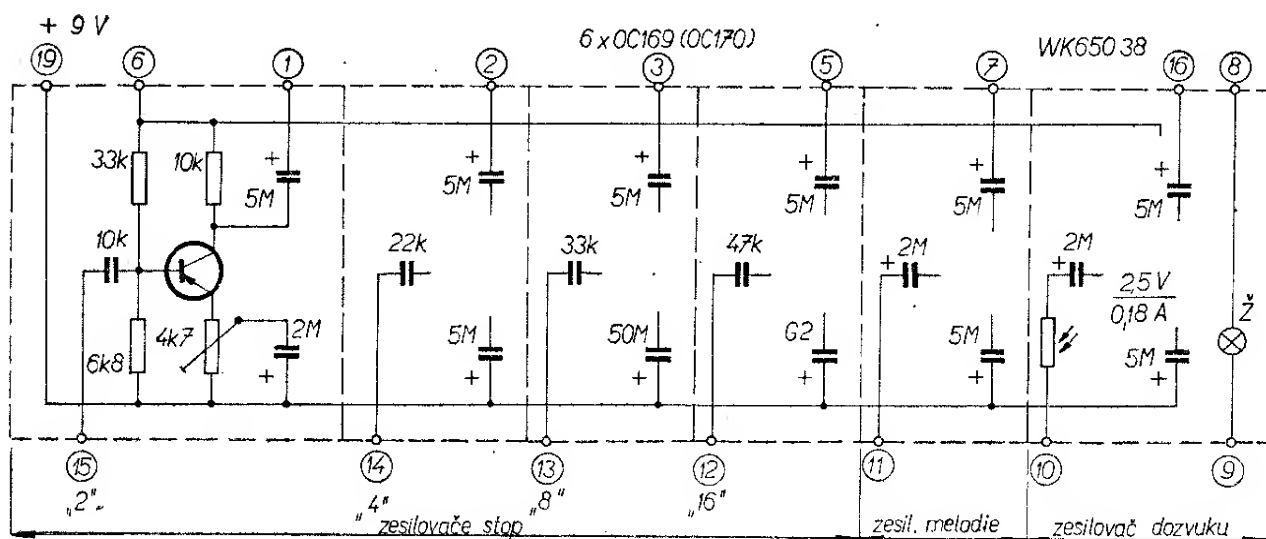 + 9 V
6 x OC169 (OC170)
WK650 38
19
6
1
2
3
5
7
16
8
33k
10k
+
5M
+
5M
+
5M
+
5M
+
5M
+
5M
10k
22k
33k
47k
+
2M
+
2M
2,5 V
0,18 A
Ž
6k8
4k7
2M
+
5M
+
50M
+
G2
+
5M
+
5M
+
15
14
13
12
11
10
9
„2"
„4"
„8"
„16"
zesilovače stop
zesil. melodie
zesilovač dozvuku